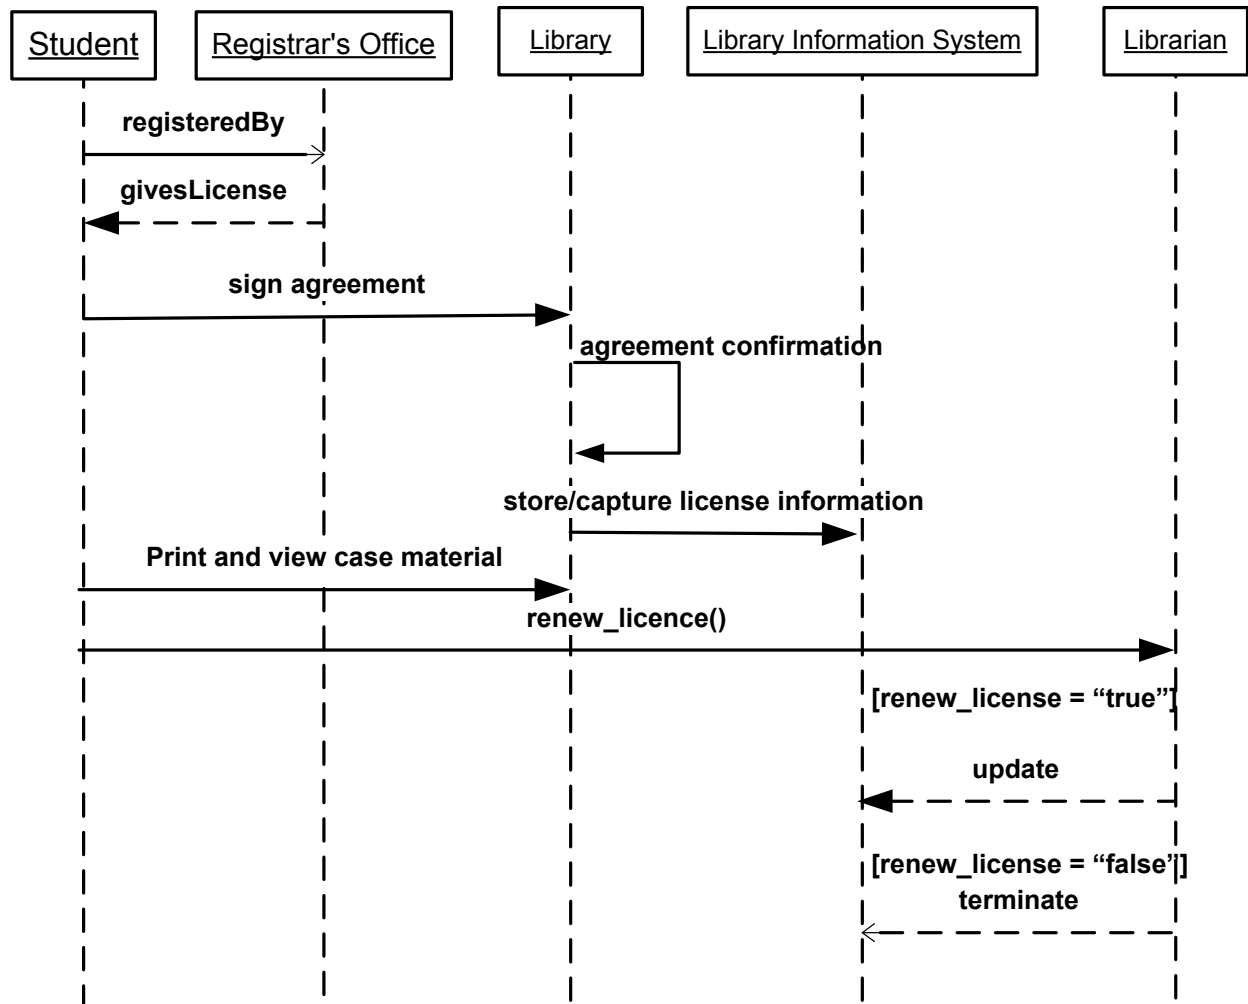 Student
Registrar's Office
Library
Library Information System
Librarian
registeredBy
givesLicense
sign agreement
agreement confirmation
store/capture license information
Print and view case material
renew_licence()
[renew_license = “true”]
update
[renew_license = “false”]
terminate